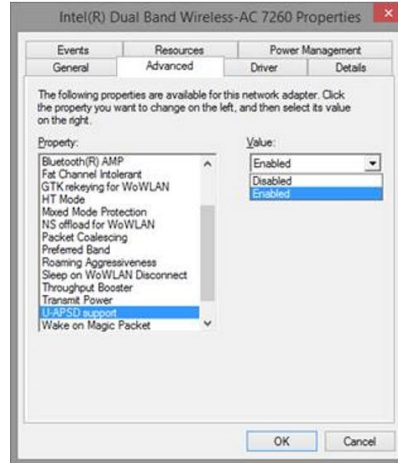 Intel(R) Dual Band Wireless-AC 7260 Properties
Events Resources Power Management
General Advanced Driver Details
The following properties are available for this network adapter. Click
the property you want to change on the left, and then select its value
on the right.
Property: Value:
Bluetooth(R) AMP
Fat Channel Intolerant
GTK rekeying for WoWLAN
HT Mode
Mixed Mode Protection
NS offload for WoWLAN
Packet Coalescing
Preferred Band
Roaming Aggressiveness
Sleep on WoWLAN Disconnect
Throughput Booster
Transmit Power
U-APSD support
Wake on Magic Packet
Enabled
Disabled
Enabled
OK Cancel